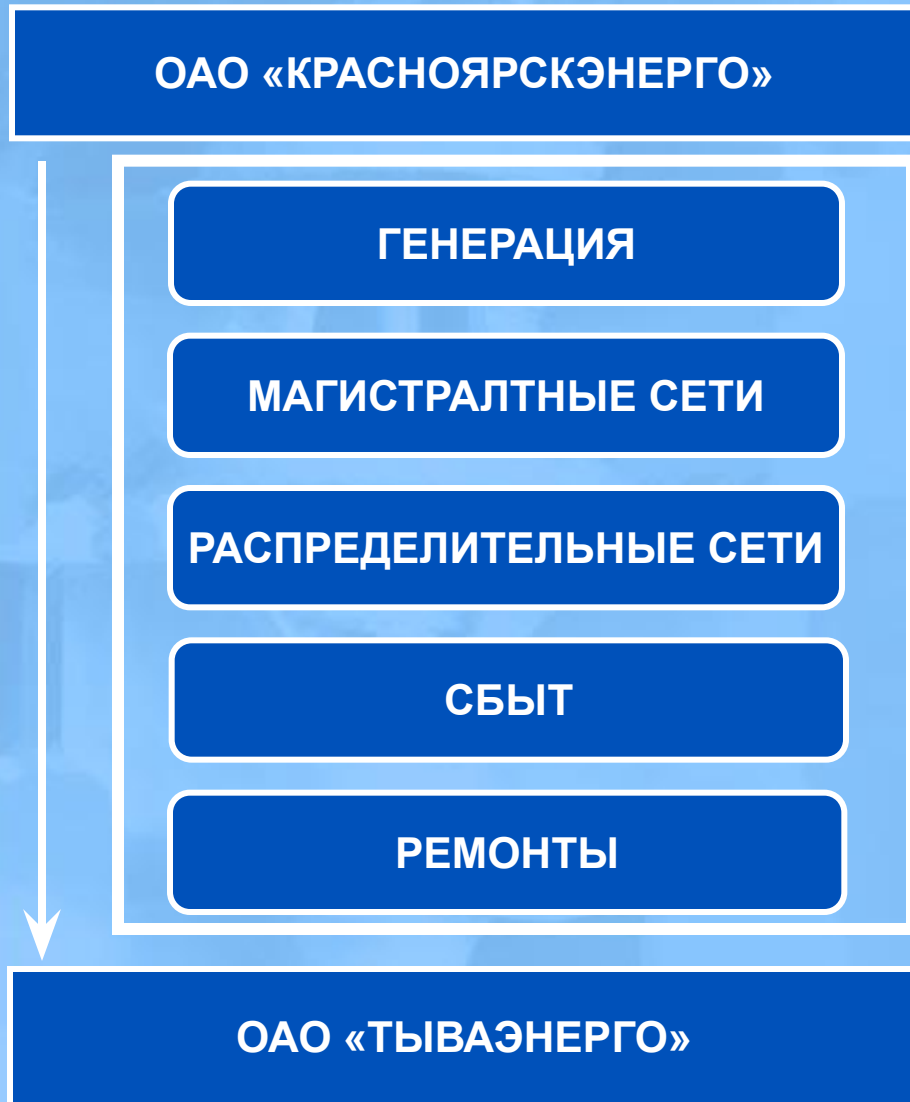 ОАО «КРАСНОЯРСКЭНЕРГО»
ГЕНЕРАЦИЯ
МАГИСТРАЛТНЫЕ СЕТИ
РАСПРЕДЕЛИТЕЛЬНЫЕ СЕТИ
СБЫТ
РЕМОНТЫ
ОАО «ТЫВАЭНЕРГО»